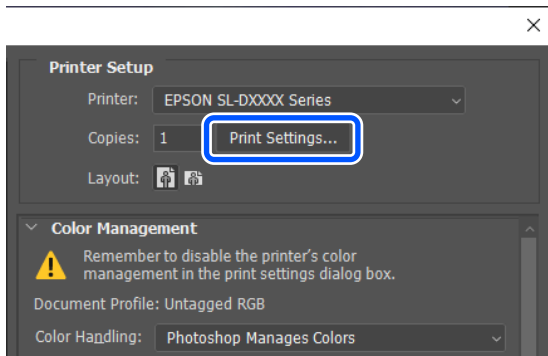 Printer Setup
Printer: EPSON SL-DXXXX Series
Copies: 1 Print Settings...
Layout:
Color Management
Remember to disable the printer's color
management in the print settings dialog box.
Document Profile: Untagged RGB
Color Handling: Photoshop Manages Colors